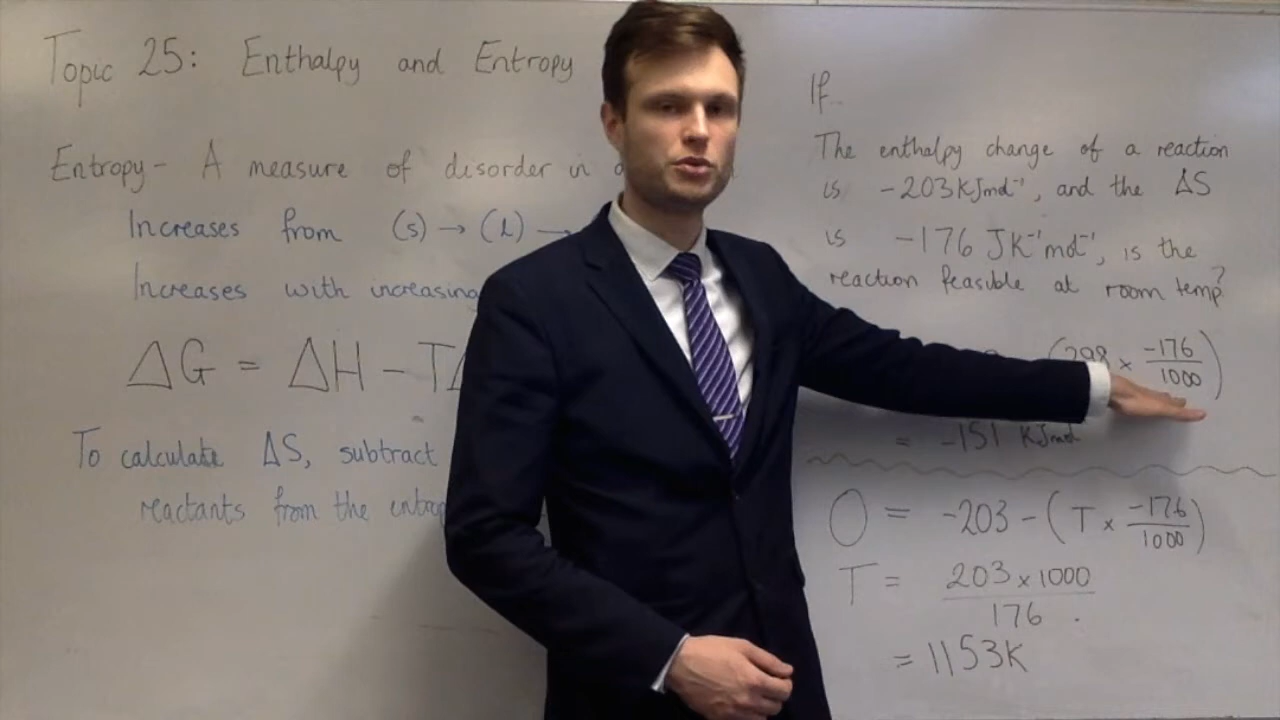 Topic 25: Enthalpy and Entropy
Entropy - A measure of disorder in
Increases from (s) → (l) →
Increases with increasing
ΔG = ΔH - T
To calculate ΔS, subtract
reactants from the
If
The enthalpy change of a reaction
is -203KJmol⁻¹, and the ΔS
is -176 JK⁻¹mol⁻¹, is the
reaction feasible at room temp?
(298 × -176/1000)
= -151 KJmol
0 = -203 - (T × -176/1000)
T = 203 × 1000/176
= 1153K